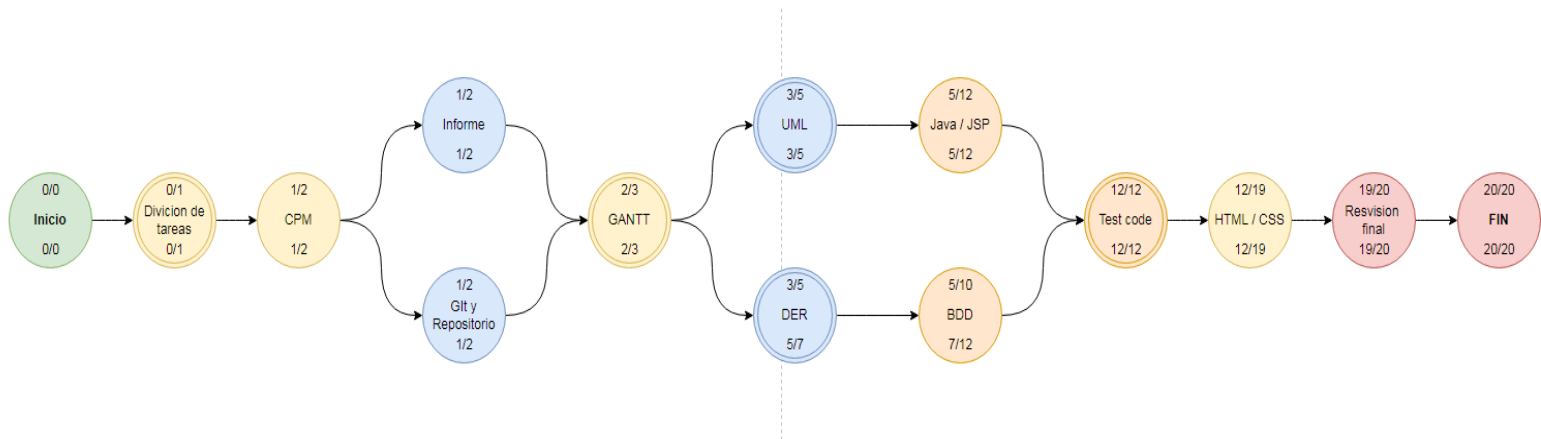 0/0
Inicio
0/0
0/1
Divicion de
tareas
0/1
1/2
CPM
1/2
1/2
Informe
1/2
1/2
GIt y
Repositorio
1/2
2/3
GANTT
2/3
3/5
UML
3/5
3/5
DER
5/7
5/12
Java / JSP
5/12
5/10
BDD
7/12
12/12
Test code
12/12
12/19
HTML / CSS
12/19
19/20
Resvision
final
19/20
20/20
FIN
20/20